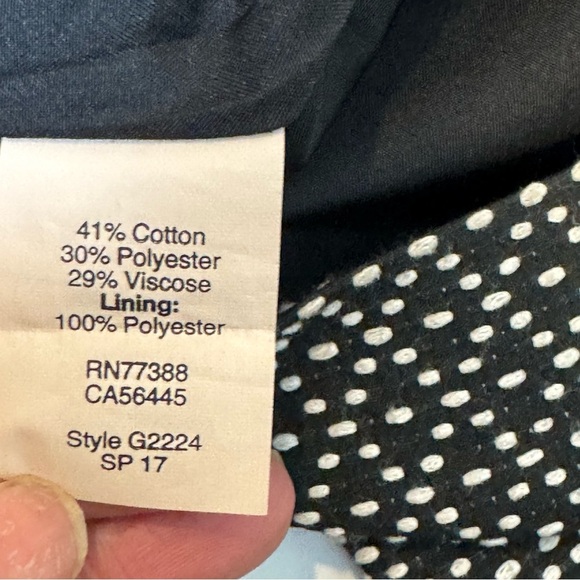 41% Cotton
30% Polyester
29% Viscose
Lining:
100% Polyester
RN77388
CA56445
Style G2224
SP 17